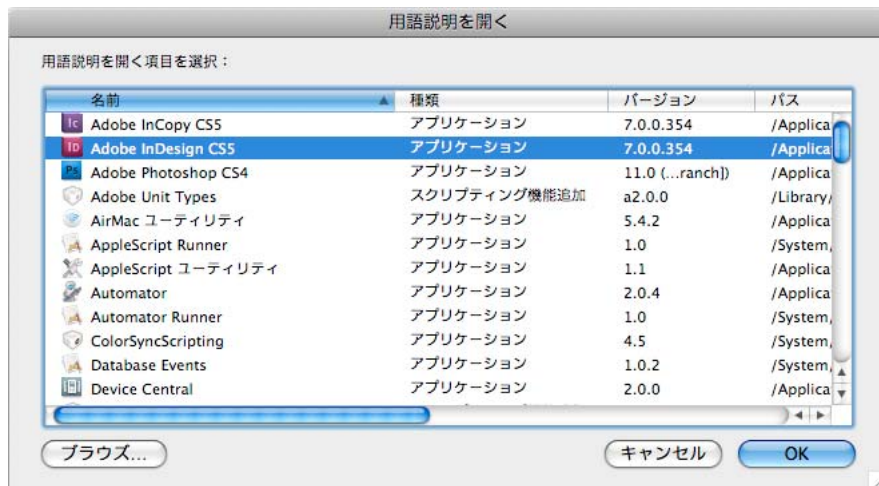 用語説明を開く
用語説明を開く項目を選択：
名前 種類 バージョン パス
Adobe InCopy CS5 アプリケーション 7.0.0.354 /Applica
Adobe InDesign CS5 アプリケーション 7.0.0.354 /Applica
Adobe Photoshop CS4 アプリケーション 11.0 (...ranch]) /Applica
Adobe Unit Types スクリプティング機能追加 a2.0.0 /Library/
AirMac ユーティリティ アプリケーション 5.4.2 /Applica
AppleScript Runner アプリケーション 1.0 /System,
AppleScript ユーティリティ アプリケーション 1.1 /Applica
Automator アプリケーション 2.0.4 /Applica
Automator Runner アプリケーション 1.0 /System,
ColorSyncScripting アプリケーション 4.5 /System,
Database Events アプリケーション 1.0.2 /System,
Device Central アプリケーション 2.0.0 /Applica
ブラウズ... キャンセル OK